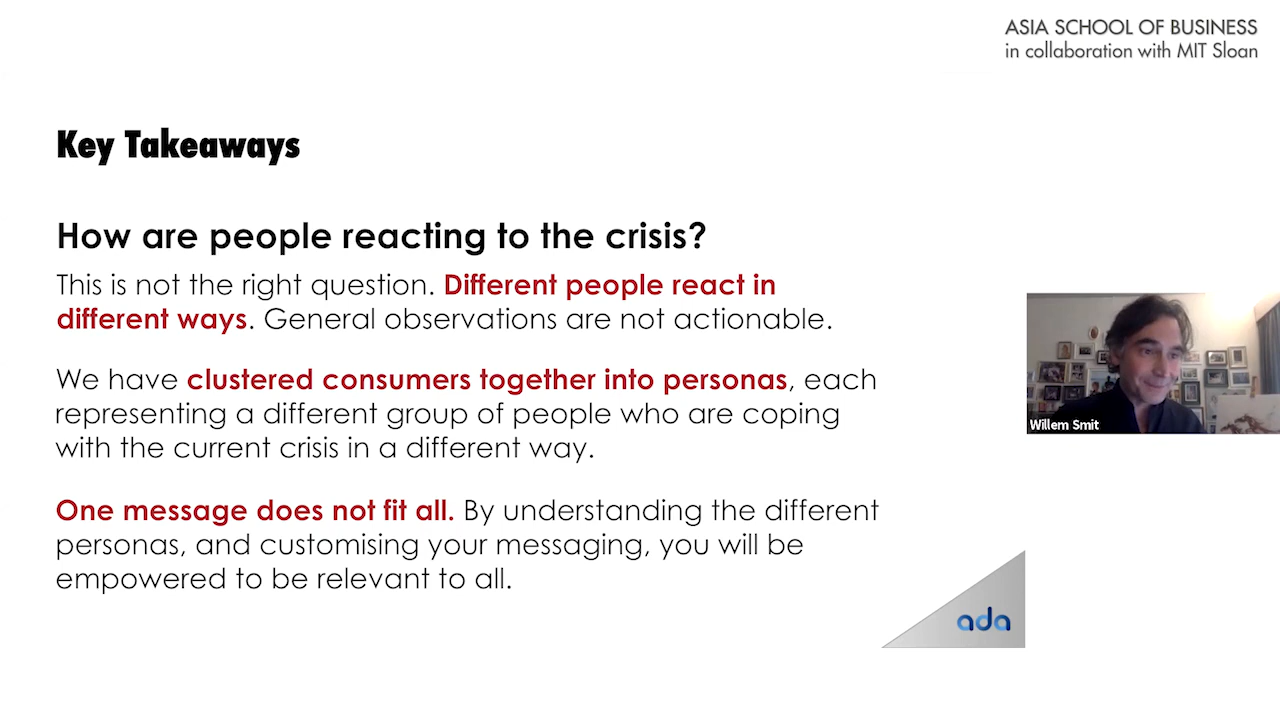 ASIA SCHOOL OF BUSINESS
in collaboration with MIT Sloan
Key Takeaways
How are people reacting to the crisis?
This is not the right question. Different people react in
different ways. General observations are not actionable.
We have clustered consumers together into personas, each
representing a different group of people who are coping
with the current crisis in a different way.
One message does not fit all. By understanding the different
personas, and customising your messaging, you will be
empowered to be relevant to all.
Willem Smit
ada